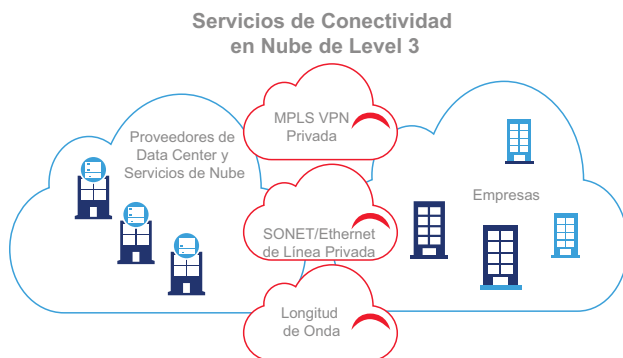 Servicios de Conectividad
en Nube de Level 3
MPLS VPN
Privada
Proveedores de
Data Center y
Servicios de Nube
Empresas
SONET/Ethernet
de Línea Privada
Longitud
de Onda